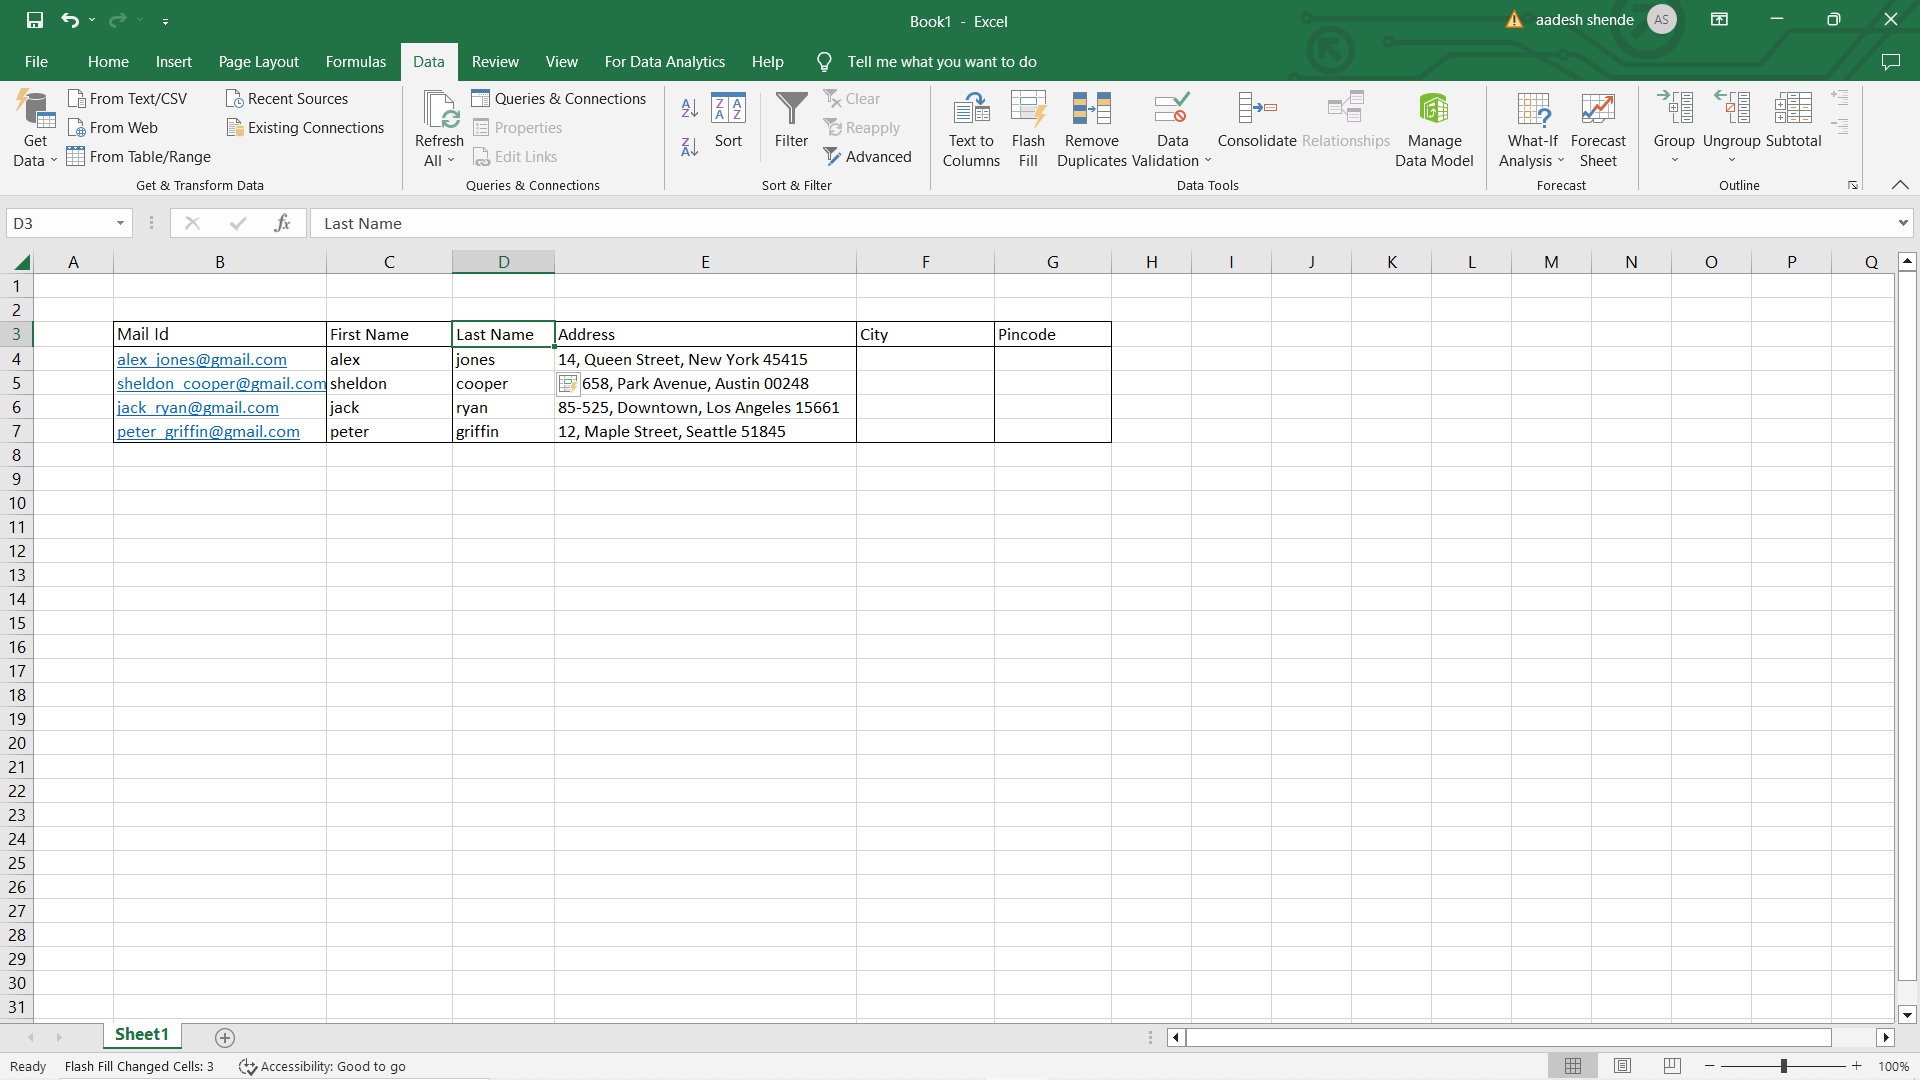 Book1 - Excel
aadesh shende AS
File Home Insert Page Layout Formulas Data Review View For Data Analytics Help Tell me what you want to do
Get Data
From Text/CSV
From Web
From Table/Range
Recent Sources
Existing Connections
Get & Transform Data
Refresh All
Queries & Connections
Properties
Edit Links
Queries & Connections
Sort
Filter
Clear
Reapply
Advanced
Sort & Filter
Text to Columns
Flash Fill
Remove Duplicates
Data Validation
Consolidate
Relationships
Manage Data Model
Data Tools
What-If Analysis
Forecast Sheet
Forecast
Group
Ungroup
Subtotal
Outline
D3 fx Last Name
A B C D E F G H I J K L M N O P Q
1
2
3 Mail Id First Name Last Name Address City Pincode
4 alex_jones@gmail.com alex jones 14, Queen Street, New York 45415
5 sheldon_cooper@gmail.com sheldon cooper 658, Park Avenue, Austin 00248
6 jack_ryan@gmail.com jack ryan 85-525, Downtown, Los Angeles 15661
7 peter_griffin@gmail.com peter griffin 12, Maple Street, Seattle 51845
8
9
10
11
12
13
14
15
16
17
18
19
20
21
22
23
24
25
26
27
28
29
30
31
Sheet1
Ready Flash Fill Changed Cells: 3 Accessibility: Good to go 100%